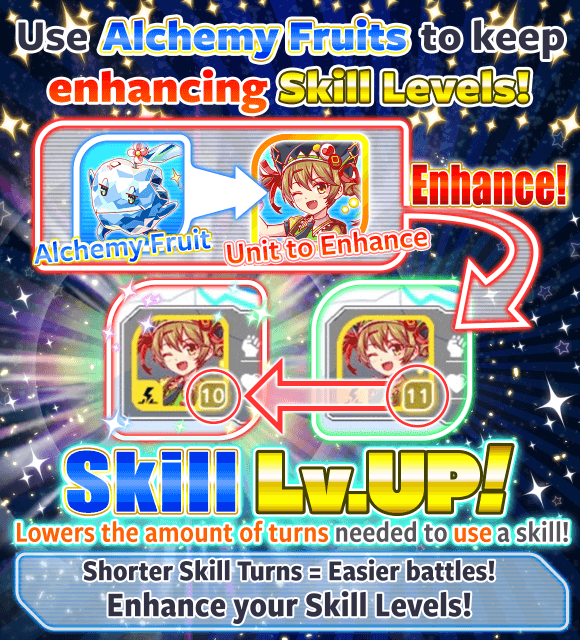 Use Alchemy Fruits to keep
enhancing Skill Levels!
Alchemy Fruit
Unit to Enhance
Enhance!
10
11
Skill Lv.UP!
Lowers the amount of turns needed to use a skill!
Shorter Skill Turns = Easier battles!
Enhance your Skill Levels!